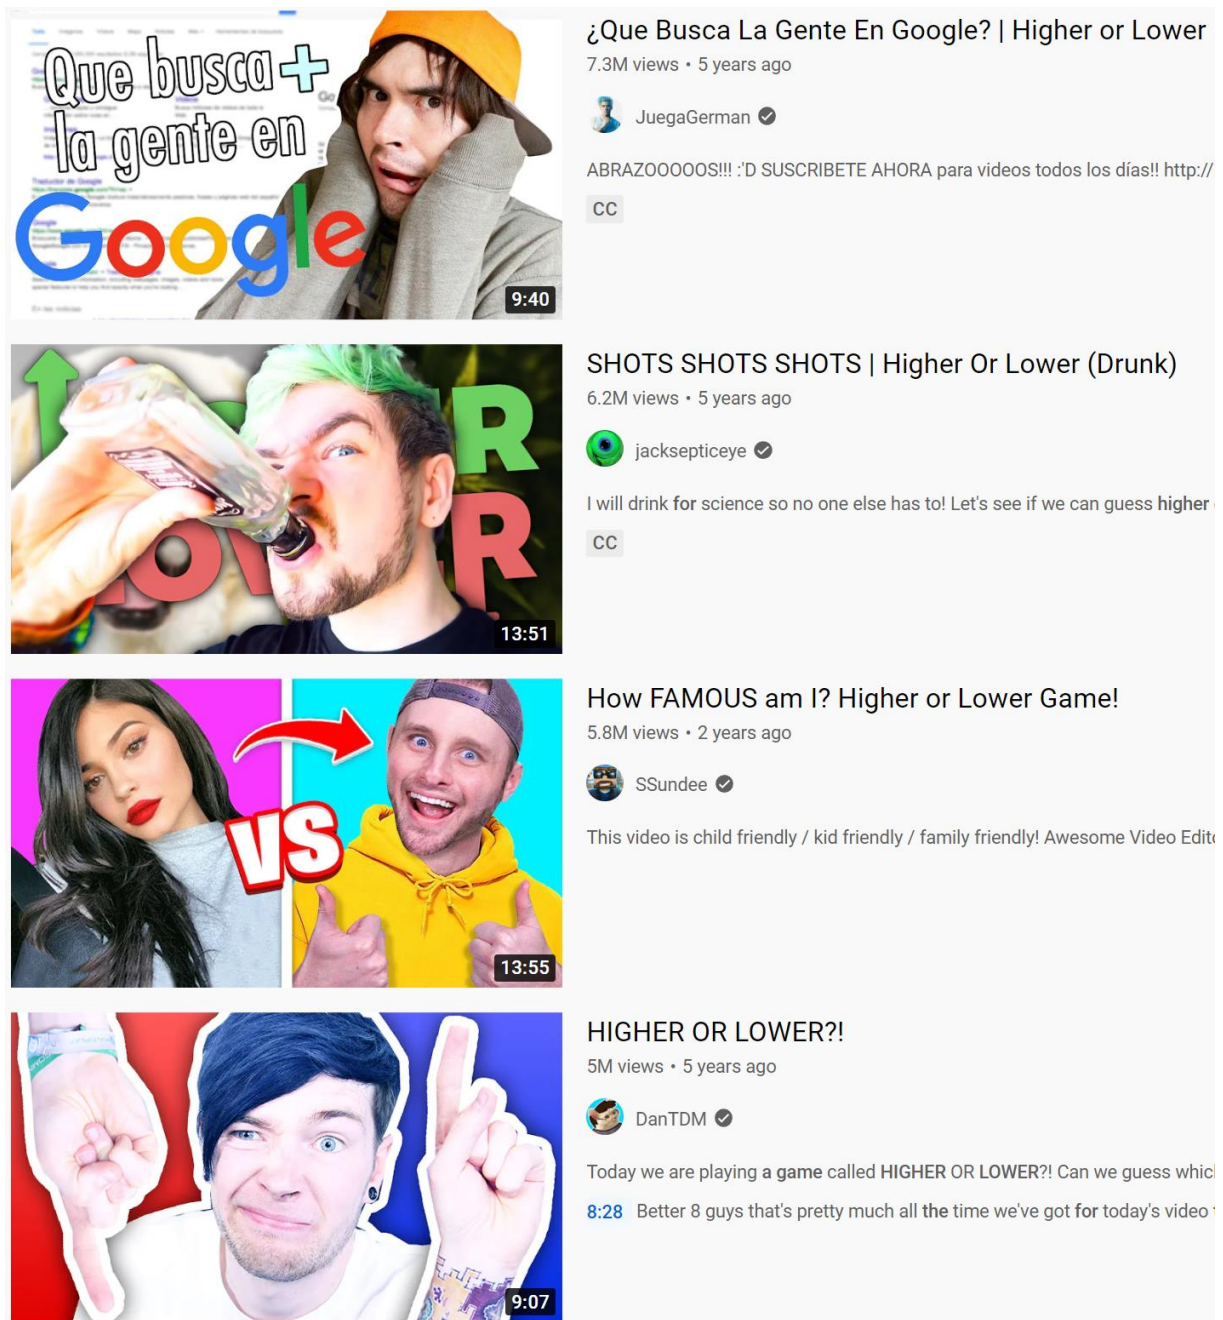 Que busca +
la gente en
Google
9:40
¿Que Busca La Gente En Google? | Higher or Lower
7.3M views • 5 years ago
JuegaGerman
ABRAZOOOOOS!!! :'D SUSCRIBETE AHORA para videos todos los días!! http://
CC
13:51
SHOTS SHOTS SHOTS | Higher Or Lower (Drunk)
6.2M views • 5 years ago
jacksepticeye
I will drink for science so no one else has to! Let's see if we can guess higher
CC
VS
13:55
How FAMOUS am I? Higher or Lower Game!
5.8M views • 2 years ago
SSundee
This video is child friendly / kid friendly / family friendly! Awesome Video
9:07
HIGHER OR LOWER?!
5M views • 5 years ago
DanTDM
Today we are playing a game called HIGHER OR LOWER?! Can we guess
8:28 Better 8 guys that's pretty much all the time we've got for today's video